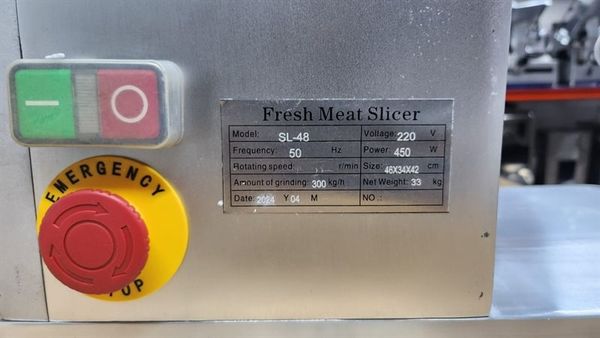 Fresh Meat Slicer
Model: SL-48 Voltage: 220 V
Frequency: 50 Hz Power: 450 W
Rotating speed: r/min Size: 46X34X42 cm
Amount of grinding: 300 kg/h Net Weight: 33 kg
Date: 2024 Y 04 M NO.:
EMERGENCY